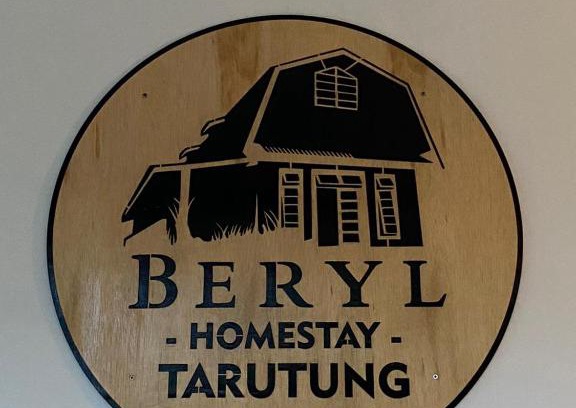 BERYL
- HOMESTAY -
TARUTUNG